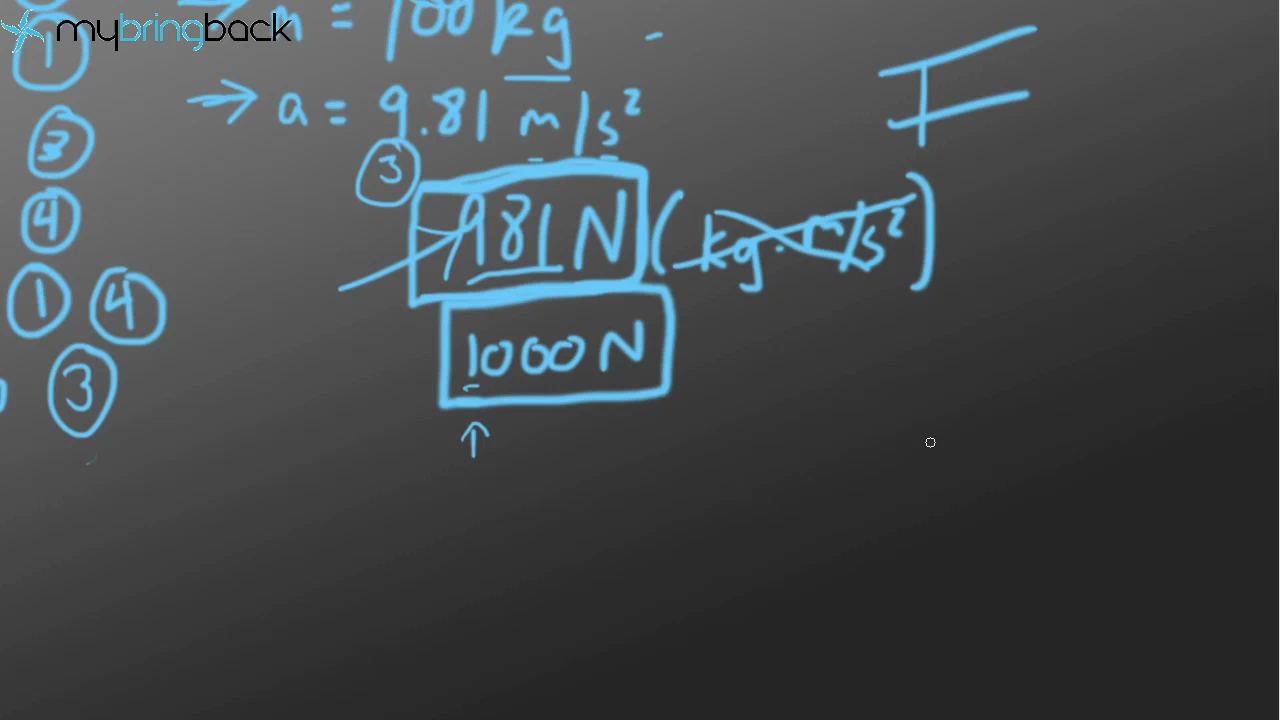 mybringback
m = 100 kg
1
→ a = 9.81 m/s²
3
3
981 N (kg·m/s²)
4
1 4
1000 N
3